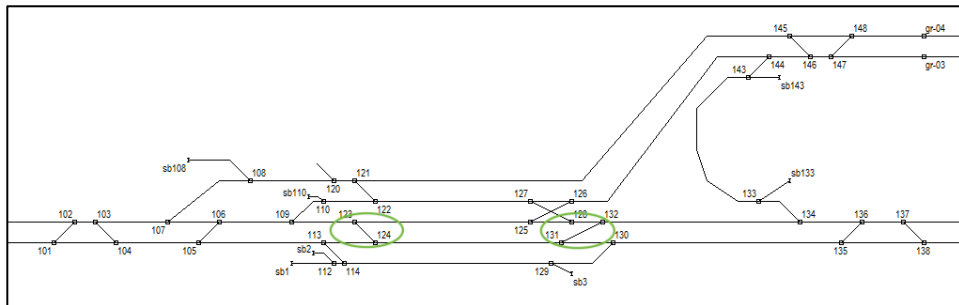 145 148 gr-04
144 146 147 gr-03
143 sb143
sb108 108 120 121
sb110 110 122 127 126 sb133 133
102 103 107 106 109 123 125 128 132 134 136 137
101 104 105 113 124 131 130 135 138
sb2
sb1 112 114 129 sb3